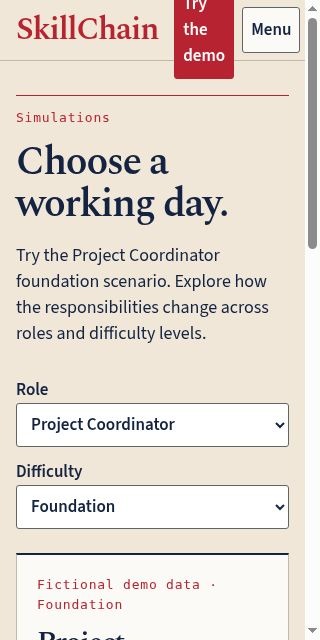 SkillChain
Try
the
demo
Menu
Simulations
Choose a
working day.
Try the Project Coordinator
foundation scenario. Explore how
the responsibilities change across
roles and difficulty levels.
Role
Project Coordinator
Difficulty
Foundation
Fictional demo data ·
Foundation
Project